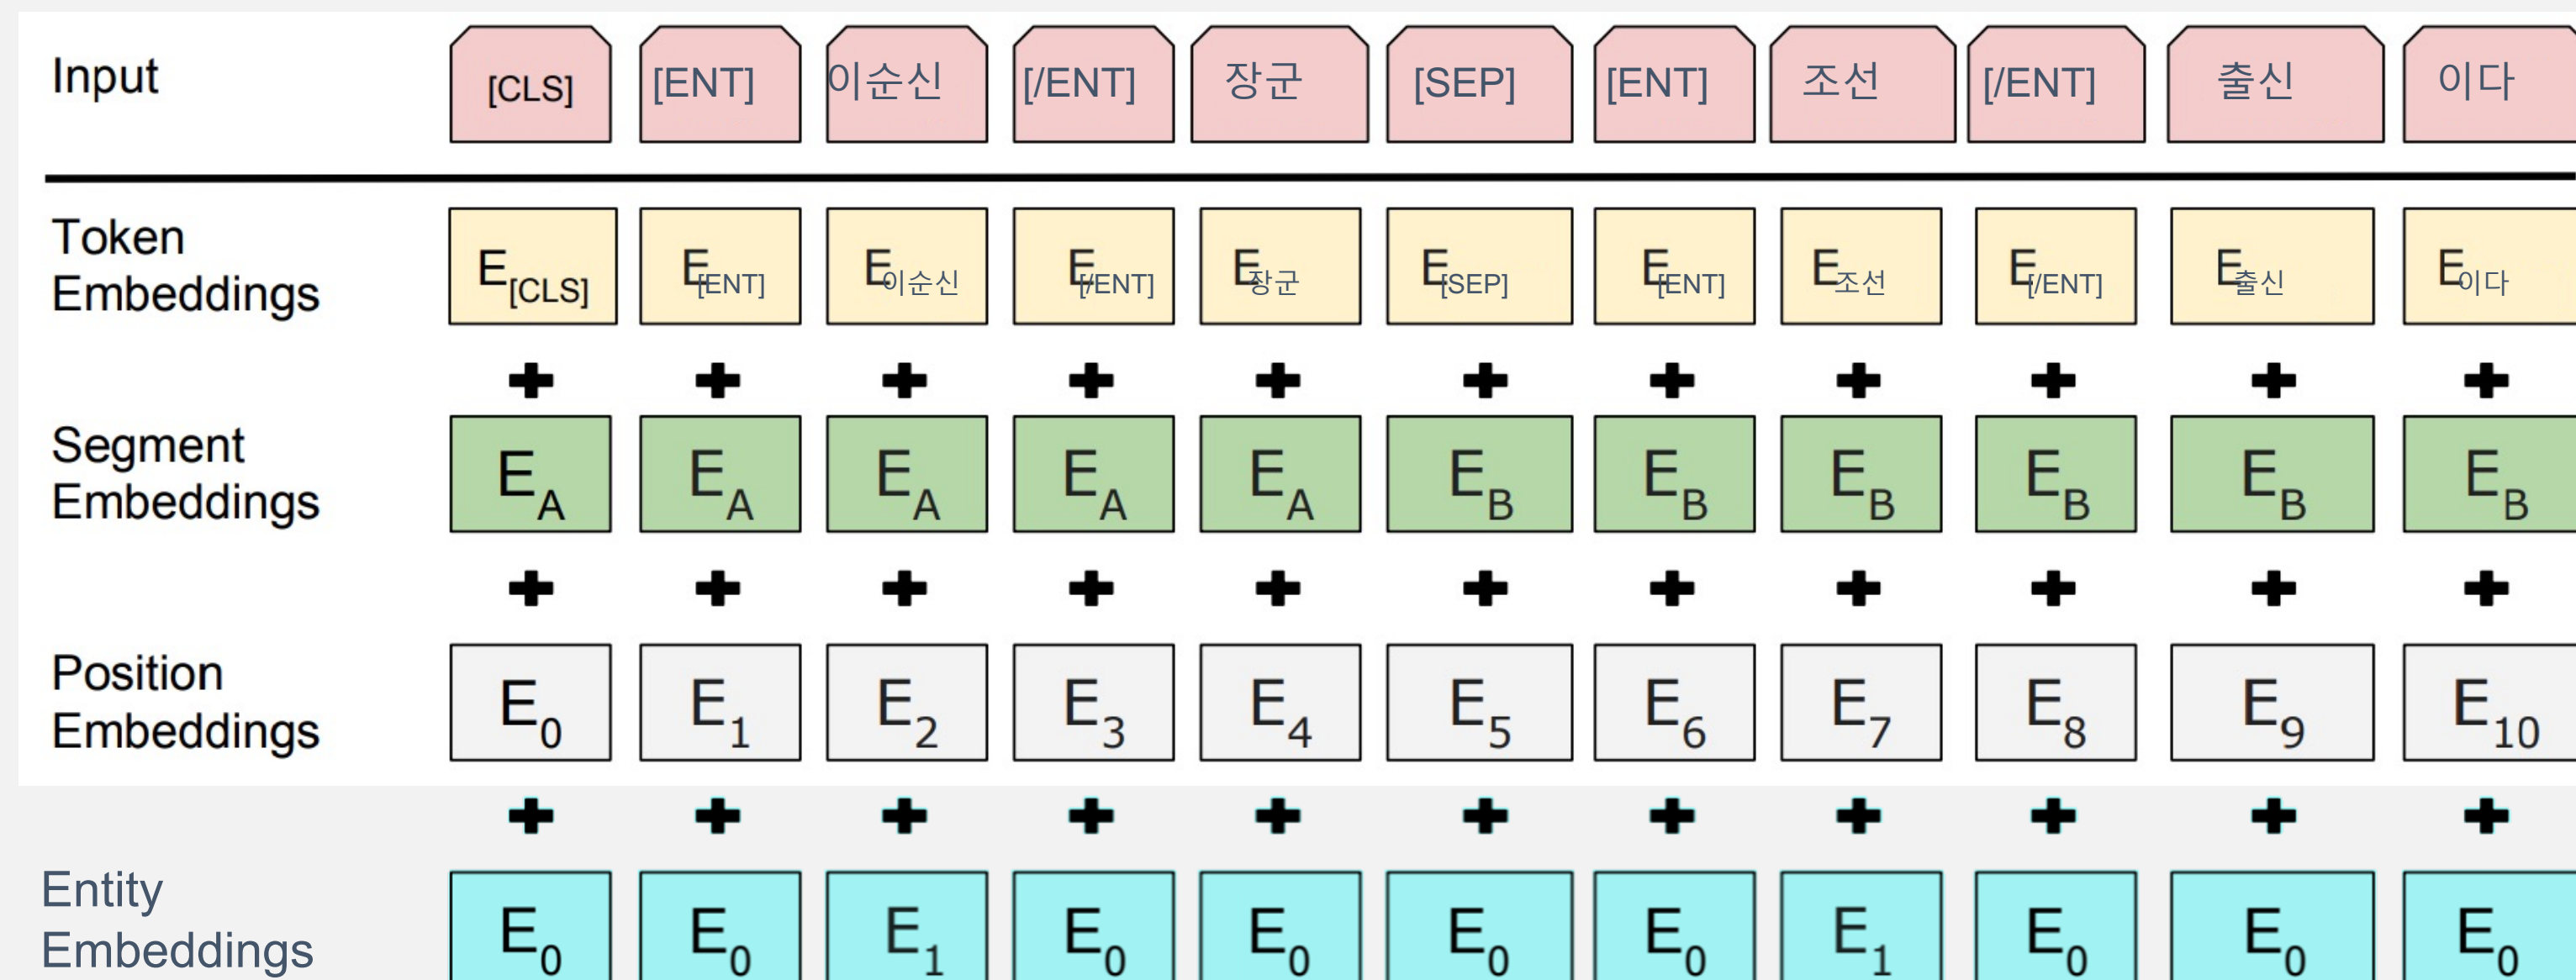 Input [CLS] [ENT] 이순신 [/ENT] 장군 [SEP] [ENT] 조선 [/ENT] 출신 이다
Token
Embeddings
E[CLS] E[ENT] E이순신 E[/ENT] E장군 E[SEP] E[ENT] E조선 E[/ENT] E출신 E이다
Segment
Embeddings
EA EA EA EA EA EB EB EB EB EB EB
Position
Embeddings
E0 E1 E2 E3 E4 E5 E6 E7 E8 E9 E10
Entity
Embeddings
E0 E0 E1 E0 E0 E0 E0 E1 E0 E0 E0